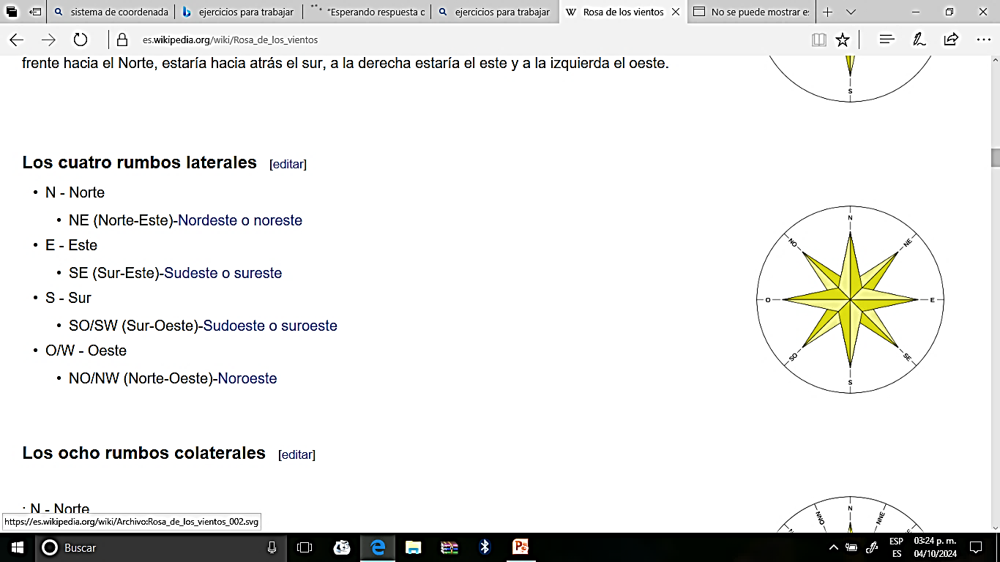 sistema de coordenada
ejercicios para trabajar
"Esperando respuesta c
ejercicios para trabajar
W Rosa de los vientos
No se puede mostrar es
es.wikipedia.org/wiki/Rosa_de_los_vientos
frente hacia el Norte, estaría hacia atrás el sur, a la derecha estaría el este y a la izquierda el oeste.
S
Los cuatro rumbos laterales [editar]
• N - Norte
• NE (Norte-Este)-Nordeste o noreste
• E - Este
• SE (Sur-Este)-Sudeste o sureste
• S - Sur
• SO/SW (Sur-Oeste)-Sudoeste o suroeste
• O/W - Oeste
• NO/NW (Norte-Oeste)-Noroeste
N
NO
NE
O
E
SO
SE
S
Los ocho rumbos colaterales [editar]
: N - Norte
N
NNO
NNE
https://es.wikipedia.org/wiki/Archivo:Rosa_de_los_vientos_002.svg
Buscar
ESP
ES
03:24 p. m.
04/10/2024